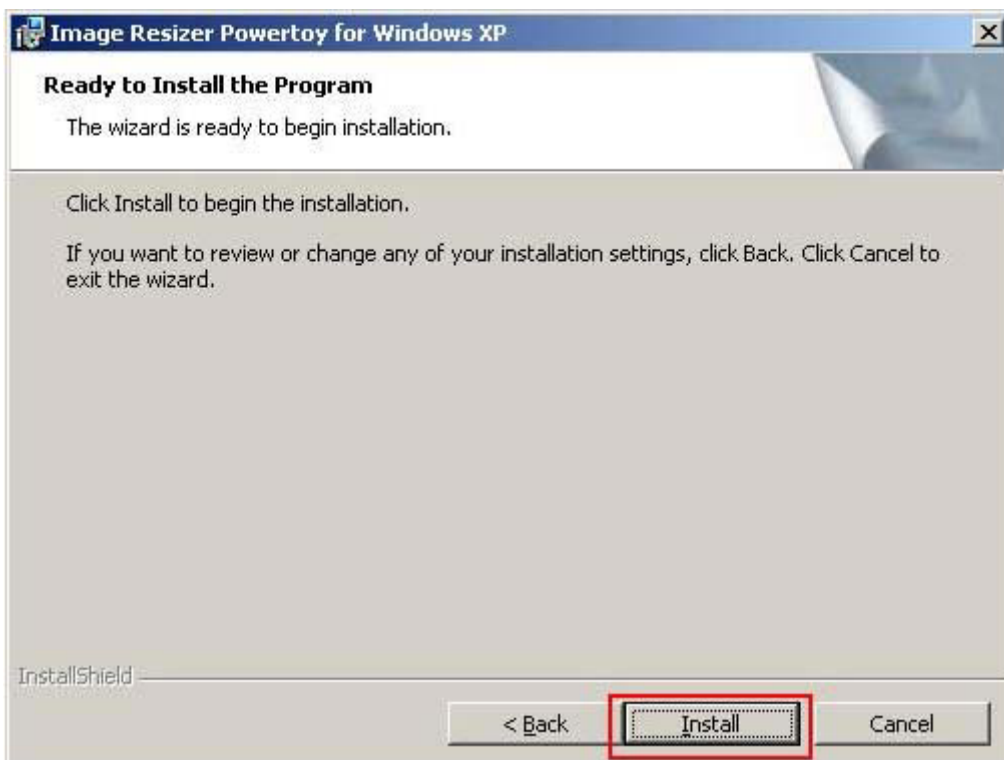 Image Resizer Powertoy for Windows XP
Ready to Install the Program
The wizard is ready to begin installation.
Click Install to begin the installation.
If you want to review or change any of your installation settings, click Back. Click Cancel to
exit the wizard.
InstallShield
< Back Install Cancel